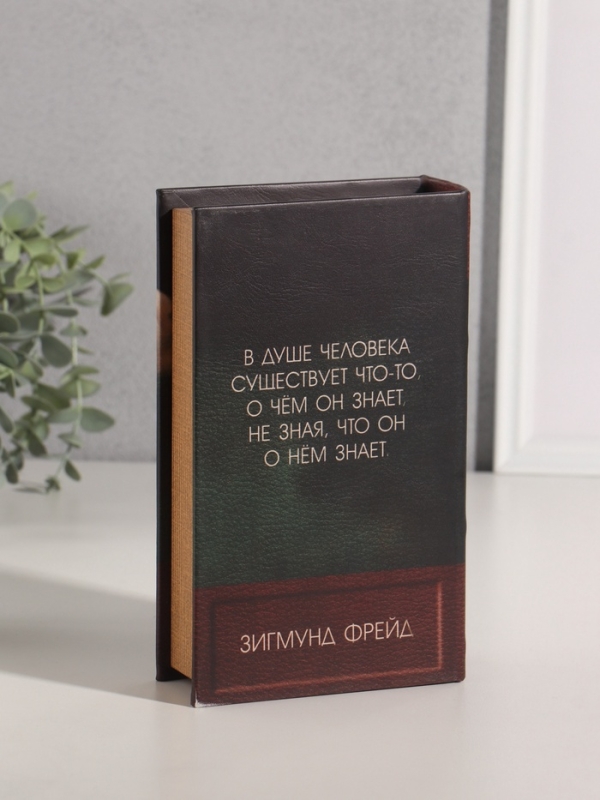 В ДУШЕ ЧЕЛОВЕКА
СУЩЕСТВУЕТ ЧТО-ТО,
О ЧЁМ ОН ЗНАЕТ,
НЕ ЗНАЯ, ЧТО ОН
О НЁМ ЗНАЕТ.
ЗИГМУНД ФРЕЙД